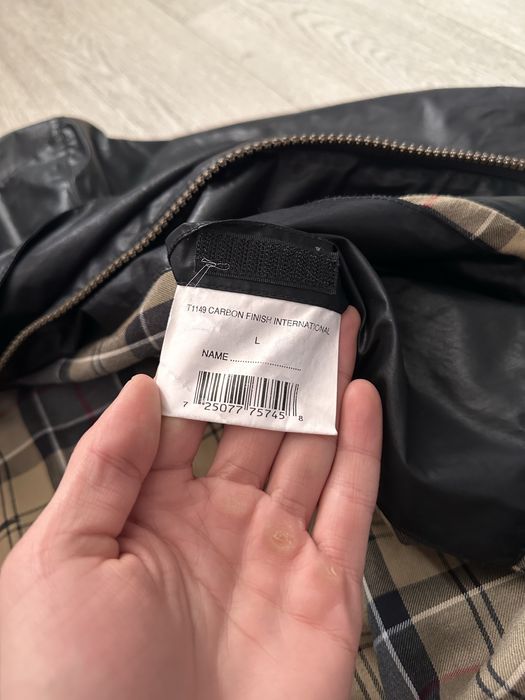 T1149 CARBON FINISH INTERNATIONAL
L
NAME ..............................
7 25077 75745 8